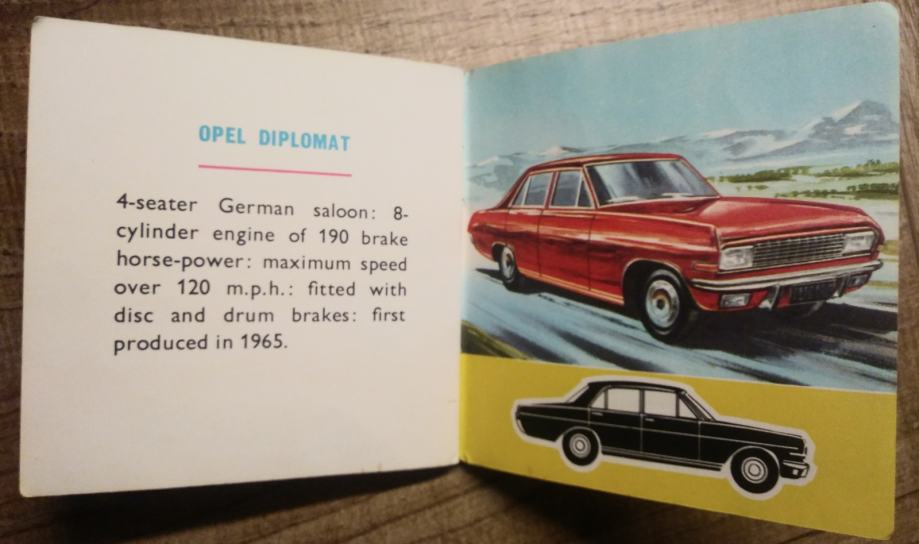 OPEL DIPLOMAT
4-seater German saloon: 8-
cylinder engine of 190 brake
horse-power: maximum speed
over 120 m.p.h.: fitted with
disc and drum brakes: first
produced in 1965.